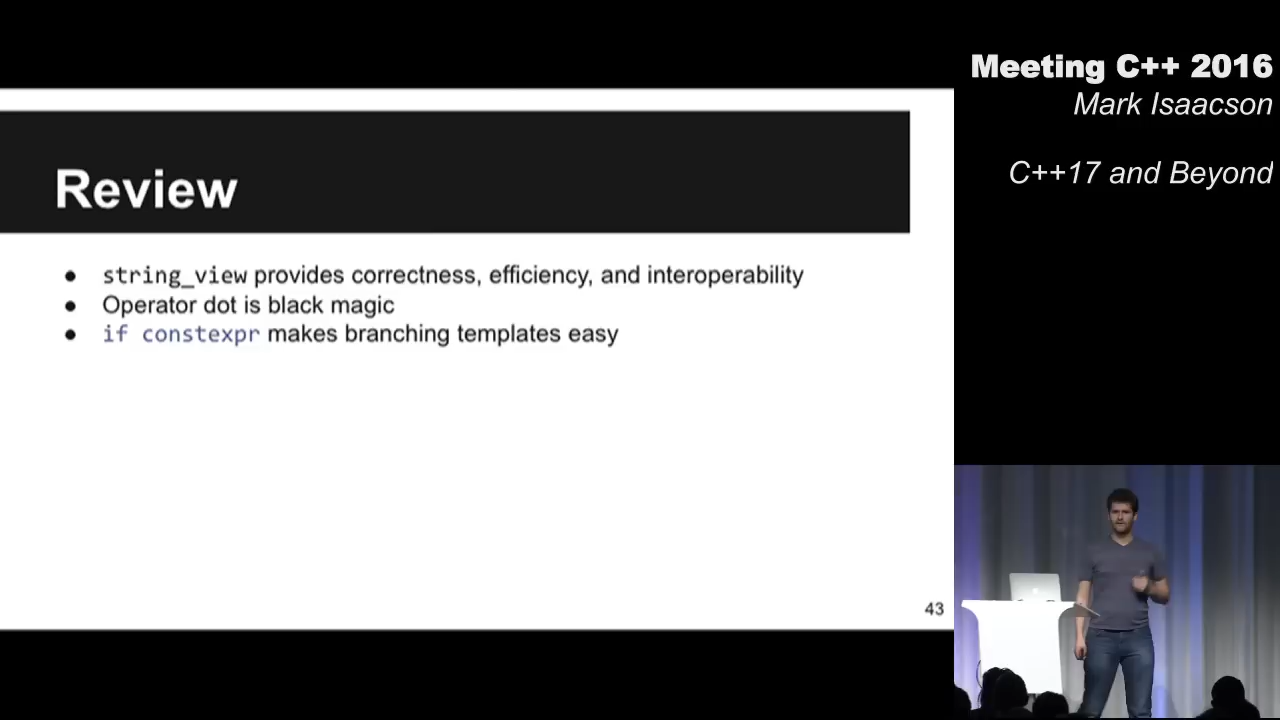 Meeting C++ 2016
Mark Isaacson
C++17 and Beyond
Review
● string_view provides correctness, efficiency, and interoperability
● Operator dot is black magic
● if constexpr makes branching templates easy
43